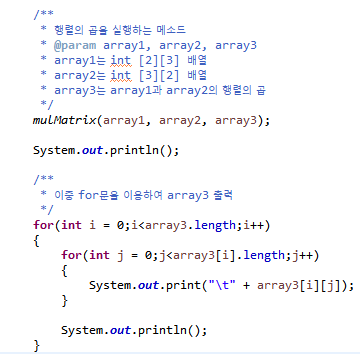 /**
 * 행렬의 곱을 실행하는 메소드
 * @param array1, array2, array3
 * array1는 int [2][3] 배열
 * array2는 int [3][2] 배열
 * array3는 array1과 array2의 행렬의 곱
 */
mulMatrix(array1, array2, array3);
System.out.println();
/**
 * 이중 for문을 이용하여 array3 출력
 */
for(int i = 0;i<array3.length;i++)
{
for(int j = 0;j<array3[i].length;j++)
{
System.out.print("\t" + array3[i][j]);
}
System.out.println();
}